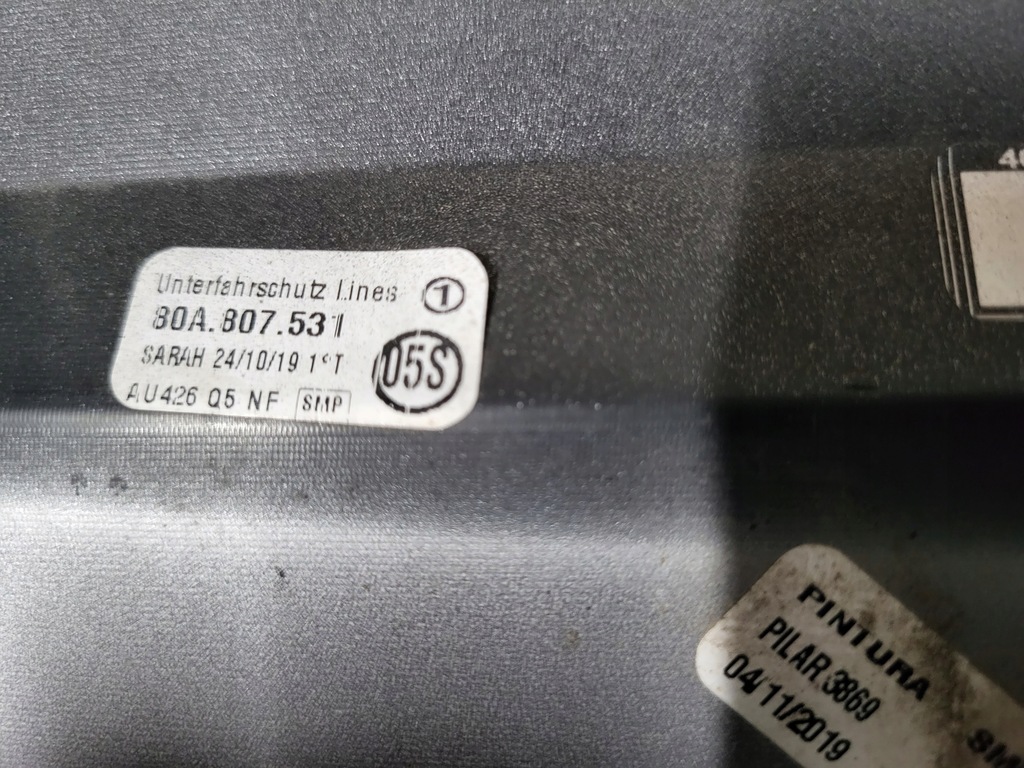 Unterfahrschutz Lines 1
80A.807.531
SARAH 24/10/19 1ºT
05S
AU426 Q5 NF SMP
PINTURA
PILAR 3869
04/11/2019